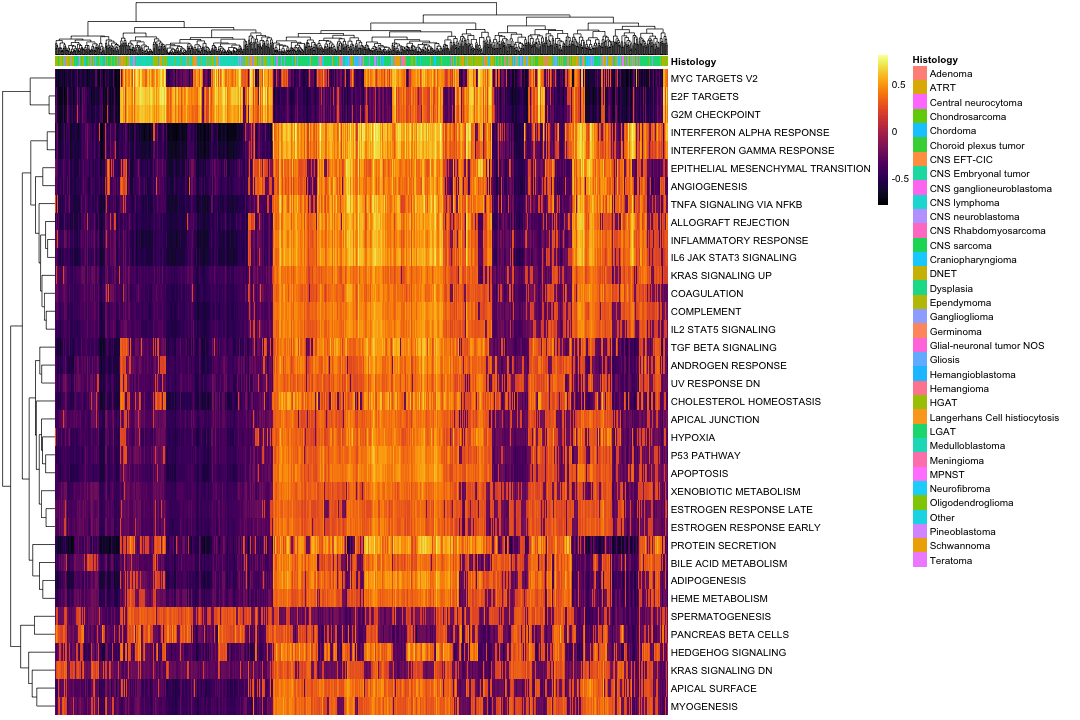 Histology
MYC TARGETS V2
E2F TARGETS
G2M CHECKPOINT
INTERFERON ALPHA RESPONSE
INTERFERON GAMMA RESPONSE
EPITHELIAL MESENCHYMAL TRANSITION
ANGIOGENESIS
TNFA SIGNALING VIA NFKB
ALLOGRAFT REJECTION
INFLAMMATORY RESPONSE
IL6 JAK STAT3 SIGNALING
KRAS SIGNALING UP
COAGULATION
COMPLEMENT
IL2 STAT5 SIGNALING
TGF BETA SIGNALING
ANDROGEN RESPONSE
UV RESPONSE DN
CHOLESTEROL HOMEOSTASIS
APICAL JUNCTION
HYPOXIA
P53 PATHWAY
APOPTOSIS
XENOBIOTIC METABOLISM
ESTROGEN RESPONSE LATE
ESTROGEN RESPONSE EARLY
PROTEIN SECRETION
BILE ACID METABOLISM
ADIPOGENESIS
HEME METABOLISM
SPERMATOGENESIS
PANCREAS BETA CELLS
HEDGEHOG SIGNALING
KRAS SIGNALING DN
APICAL SURFACE
MYOGENESIS
0.5
0
-0.5
Histology
Adenoma
ATRT
Central neurocytoma
Chondrosarcoma
Chordoma
Choroid plexus tumor
CNS EFT-CIC
CNS Embryonal tumor
CNS ganglioneuroblastoma
CNS lymphoma
CNS neuroblastoma
CNS Rhabdomyosarcoma
CNS sarcoma
Craniopharyngioma
DNET
Dysplasia
Ependymoma
Ganglioglioma
Germinoma
Glial-neuronal tumor NOS
Gliosis
Hemangioblastoma
Hemangioma
HGAT
Langerhans Cell histiocytosis
LGAT
Medulloblastoma
Meningioma
MPNST
Neurofibroma
Oligodendroglioma
Other
Pineoblastoma
Schwannoma
Teratoma